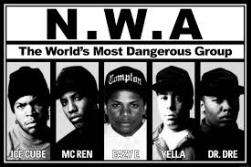 N.W.A
The World's Most Dangerous Group
Compton
ICE CUBE MC REN EAZY E YELLA DR. DRE